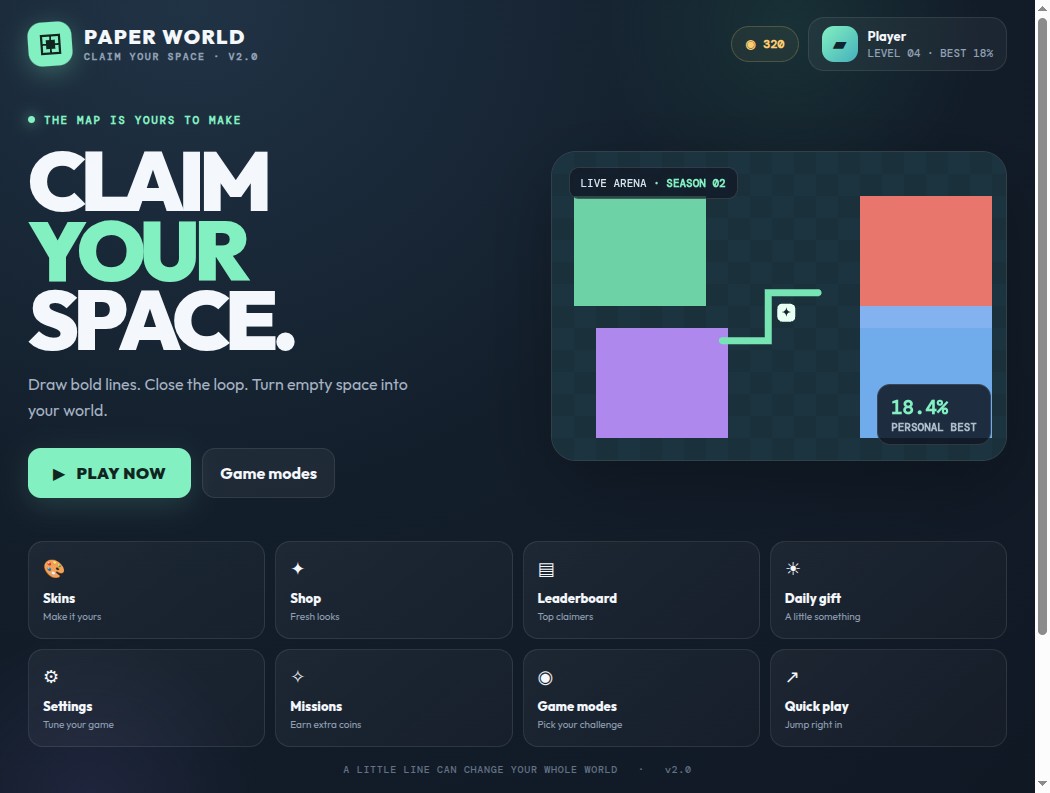 PAPER WORLD
CLAIM YOUR SPACE · V2.0
320
Player
LEVEL 04 · BEST 18%
THE MAP IS YOURS TO MAKE
CLAIM
YOUR
SPACE.
Draw bold lines. Close the loop. Turn empty space into
your world.
PLAY NOW
Game modes
LIVE ARENA · SEASON 02
18.4%
PERSONAL BEST
Skins
Make it yours
Shop
Fresh looks
Leaderboard
Top claimers
Daily gift
A little something
Settings
Tune your game
Missions
Earn extra coins
Game modes
Pick your challenge
Quick play
Jump right in
A LITTLE LINE CAN CHANGE YOUR WHOLE WORLD · v2.0